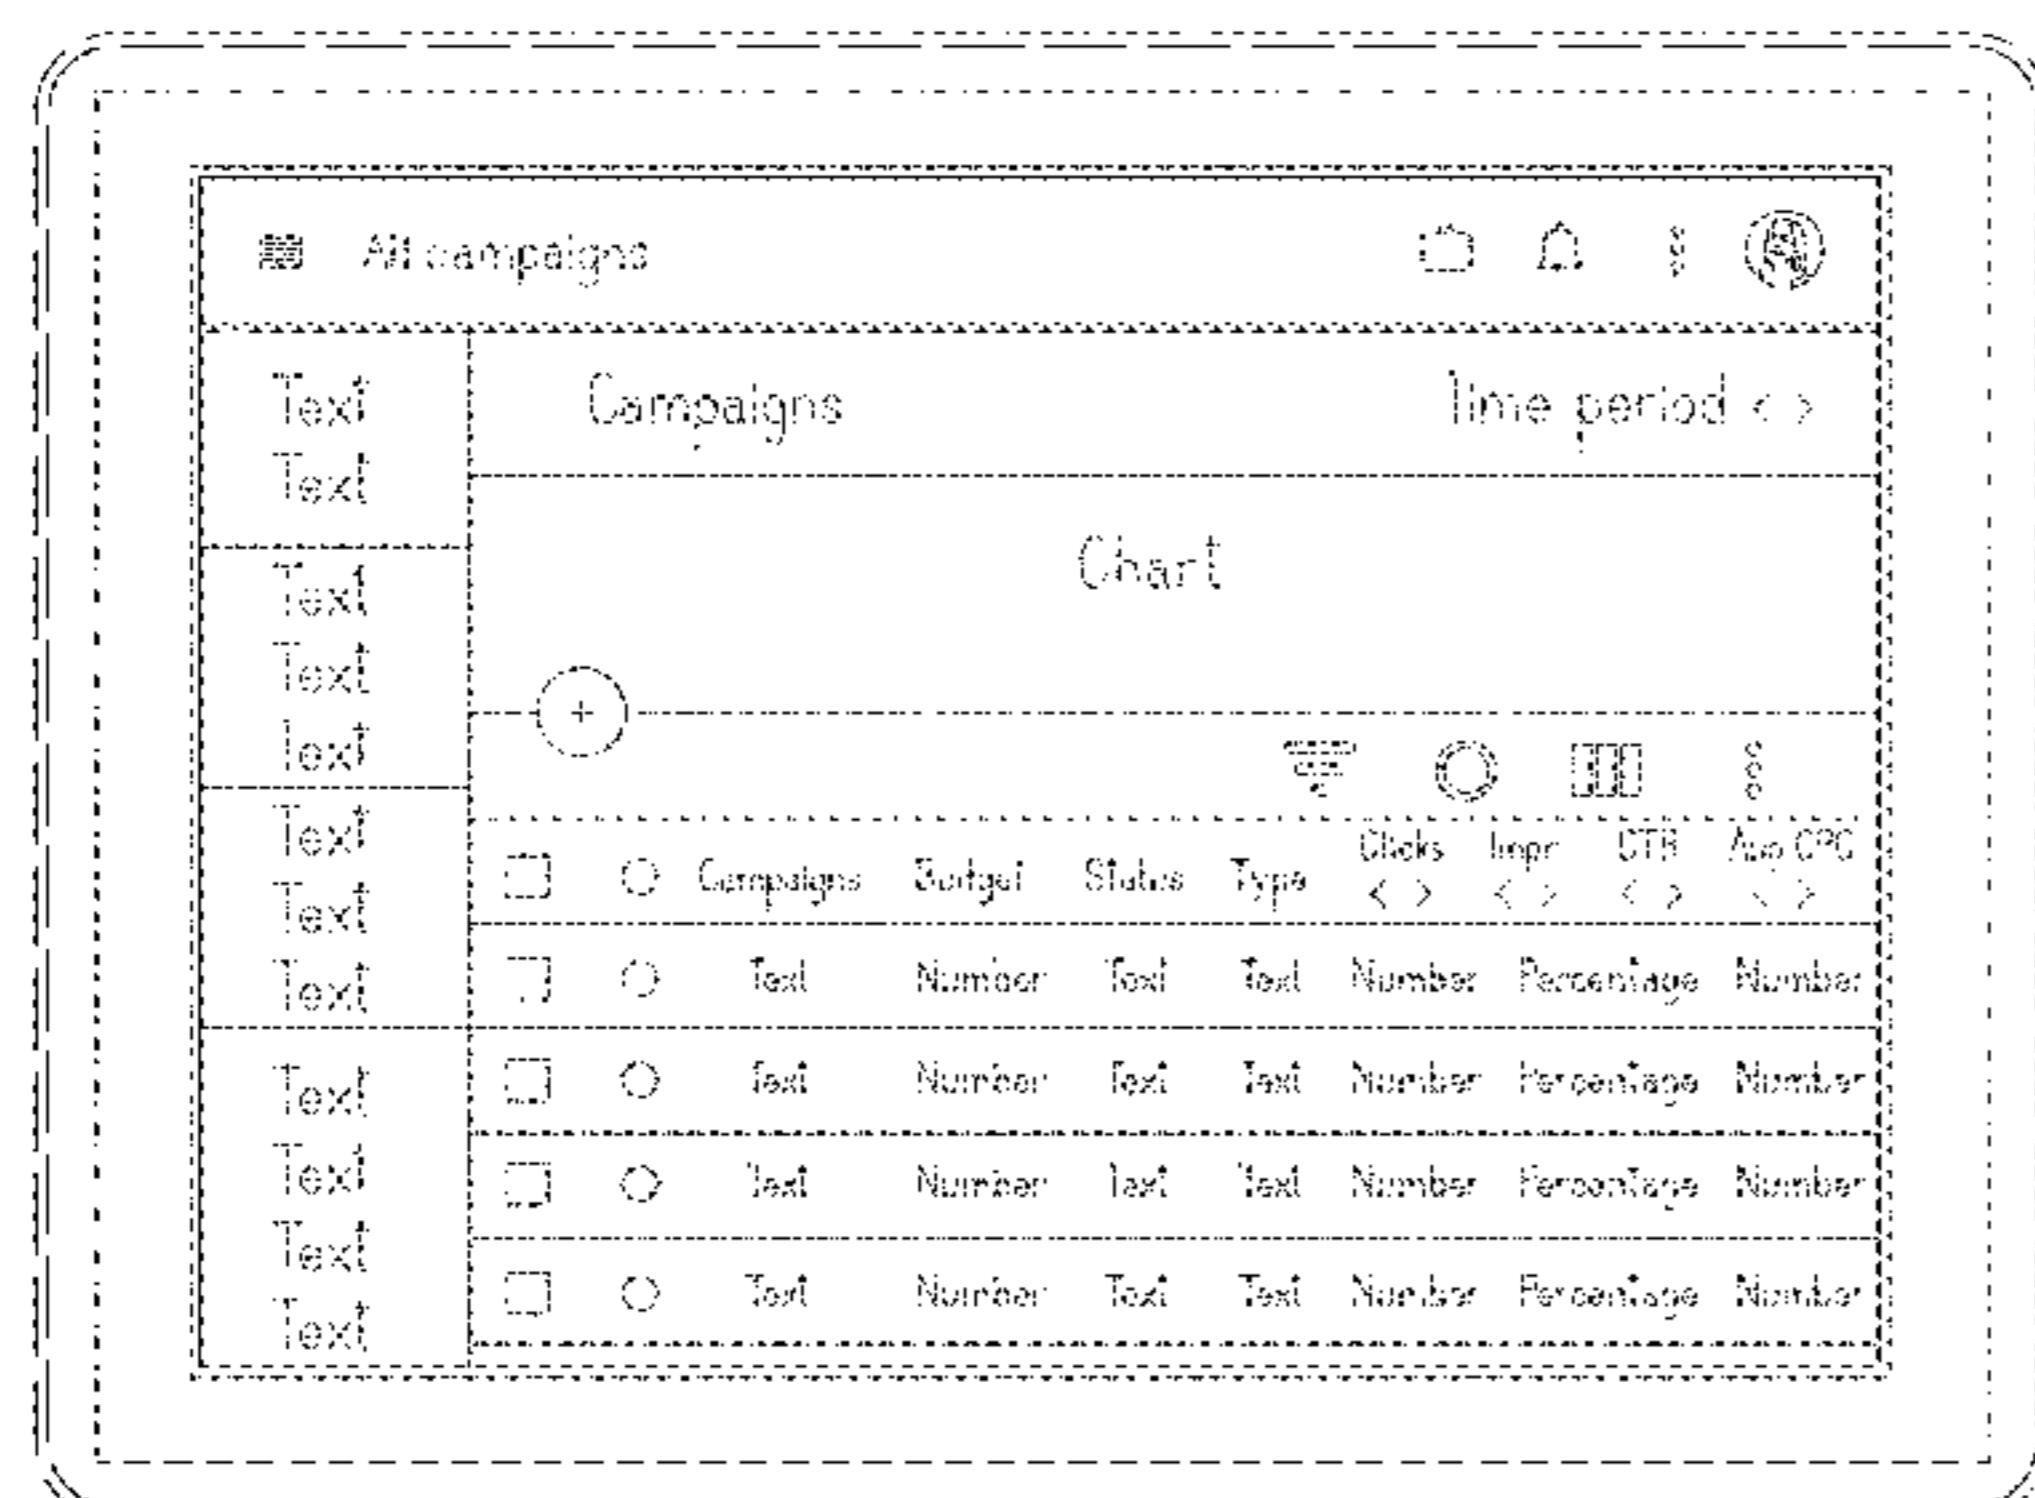 All campaigns
Text
Text
Text
Text
Text
Text
Text
Text
Text
Text
Text
Text
Campaigns
Time period < >
Chart
Campaigns Budget Status Type Clicks Impr CTR Avg CPC
< > < > < > < >
Text Number Text Text Number Percentage Number
Text Number Text Text Number Percentage Number
Text Number Text Text Number Percentage Number
Text Number Text Text Number Percentage Number